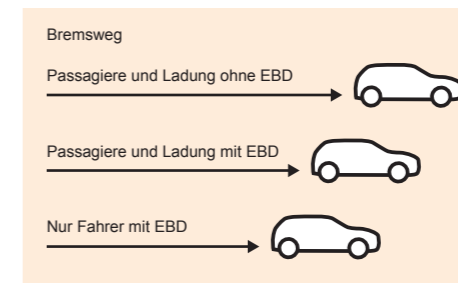 Bremsweg
Passagiere und Ladung ohne EBD
Passagiere und Ladung mit EBD
Nur Fahrer mit EBD